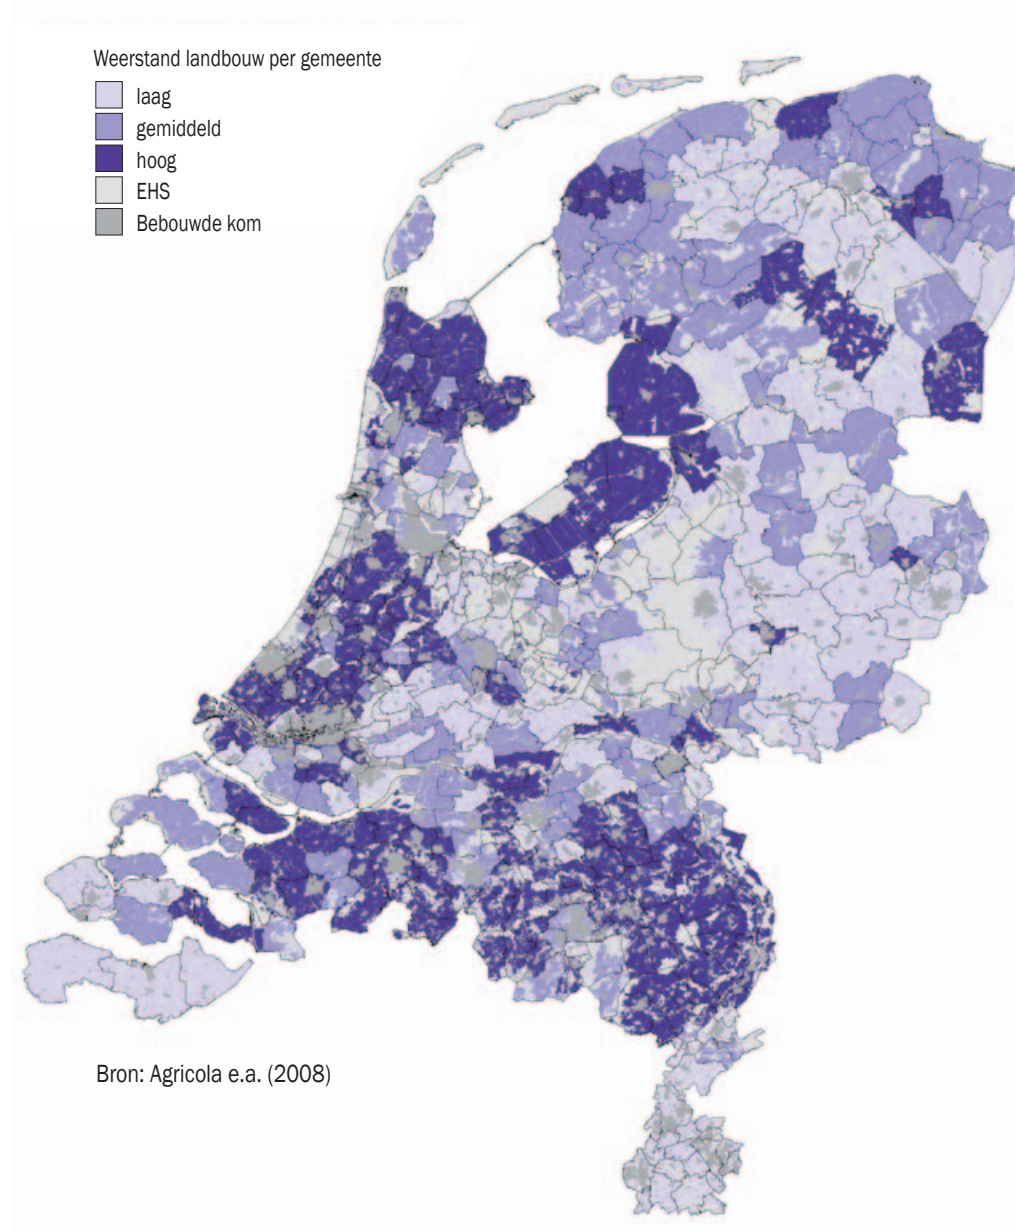 Weerstand landbouw per gemeente
laag
gemiddeld
hoog
EHS
Bebouwde kom
Bron: Agricola e.a. (2008)